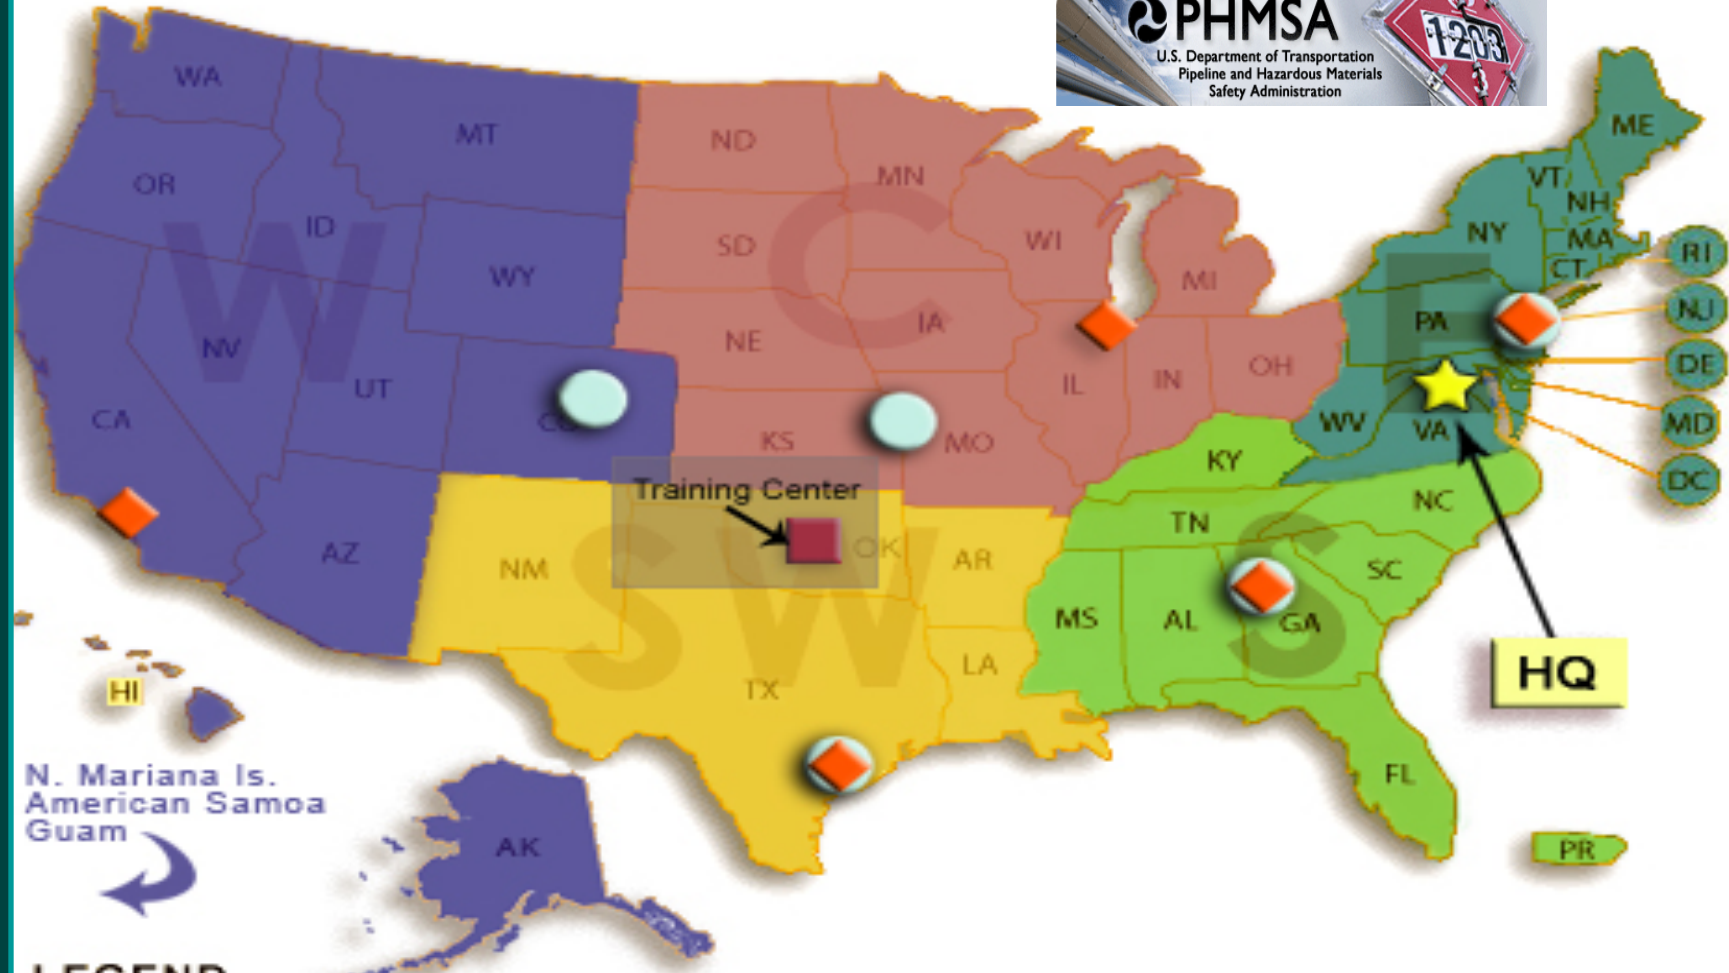 PHMSA
U.S. Department of Transportation
Pipeline and Hazardous Materials
Safety Administration
1203
3
WA
MT
ND
MN
ME
OR
ID
VT
NH
W
C
WI
NY
MA
RI
SD
CT
WY
MI
E
NJ
IA
PA
NE
NV
DE
UT
IL
IN
OH
CA
WV
VA
MD
KS
MO
KY
DC
Training Center
NC
TN
AZ
NM
OK
AR
SC
SW
S
MS
AL
GA
LA
TX
HQ
HI
FL
N. Mariana Is.
American Samoa
Guam
AK
PR
LEGEND